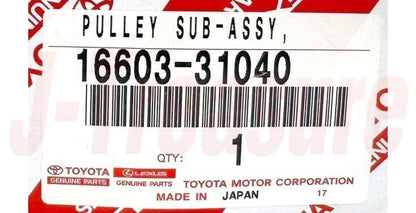 PULLEY SUB-ASSY,
16603-31040
QTY: 1
TOYOTA LEXUS TOYOTA MOTOR CORPORATION
GENUINE PARTS GENUINE PARTS MADE IN JAPAN 17
J-Treasure